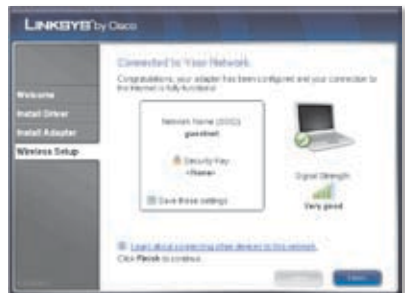 LINKSYS by Cisco
Connected to Your Network
Congratulations, your adapter has been configured and your connection to
the Internet is fully functional
Welcome
Install Driver
Install Adapter
Wireless Setup
Network Name (SSID)
guestnet
Security Key
<None>
Save these settings
Signal Strength
Very good
Learn about connecting other devices to this network.
Click Finish to continue